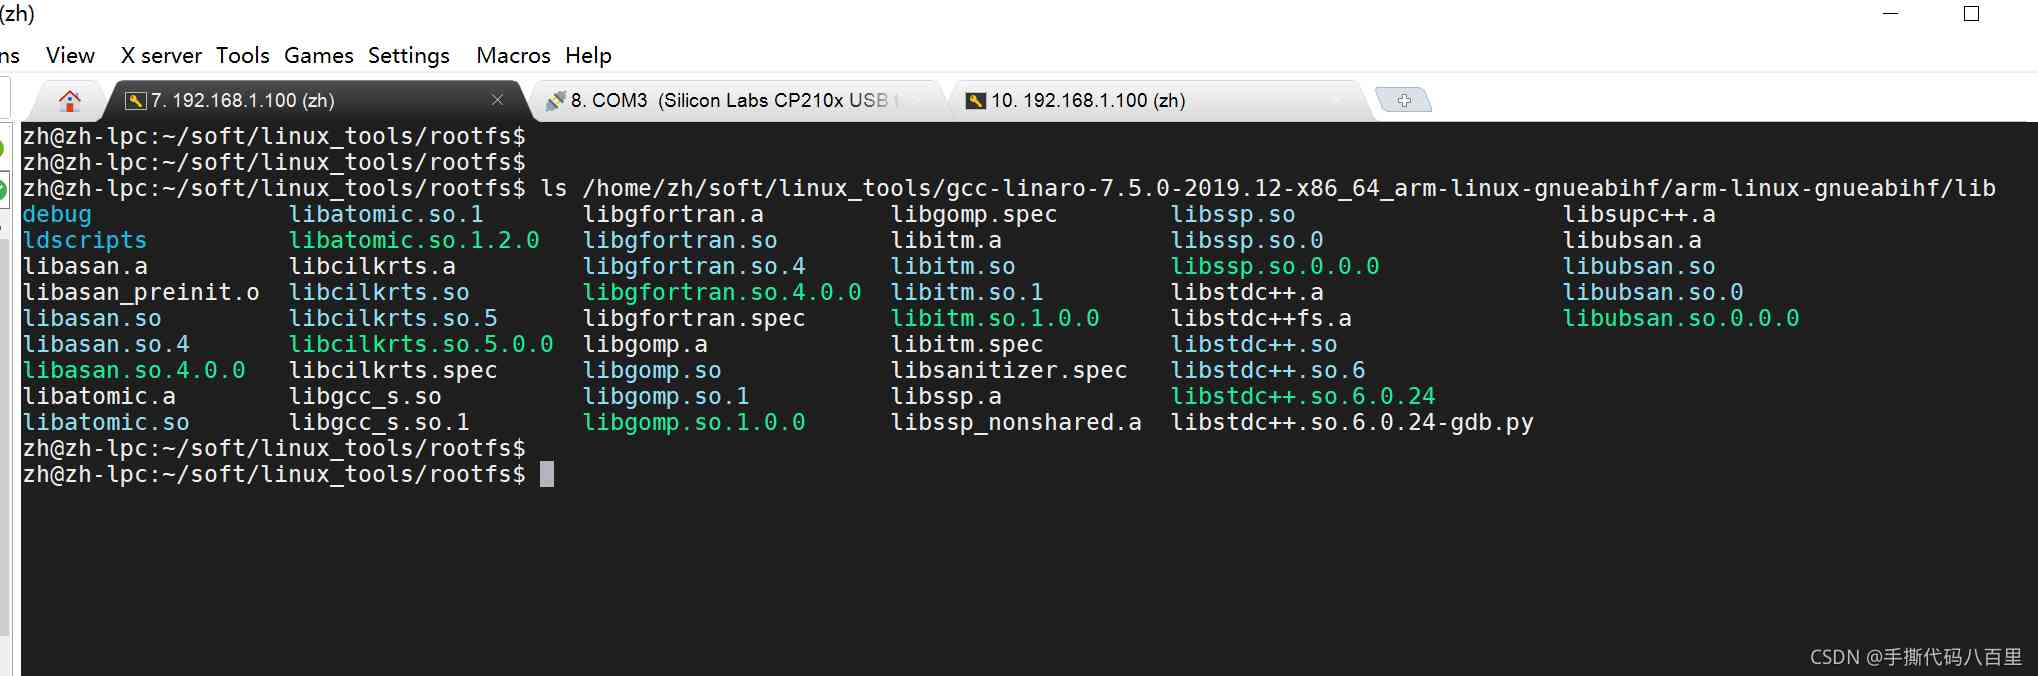 (zh)
ns View X server Tools Games Settings Macros Help
7. 192.168.1.100 (zh) 8. COM3 (Silicon Labs CP210x USB 10. 192.168.1.100 (zh)
zh@zh-lpc:~/soft/linux_tools/rootfs$
zh@zh-lpc:~/soft/linux_tools/rootfs$
zh@zh-lpc:~/soft/linux_tools/rootfs$ ls /home/zh/soft/linux_tools/gcc-linaro-7.5.0-2019.12-x86_64_arm-linux-gnueabihf/arm-linux-gnueabihf/lib
debug libatomic.so.1 libgfortran.a libgomp.spec libssp.so libsupc++.a
ldscripts libatomic.so.1.2.0 libgfortran.so libitm.a libssp.so.0 libubsan.a
libasan.a libcilkrts.a libgfortran.so.4 libitm.so libssp.so.0.0.0 libubsan.so
libasan_preinit.o libcilkrts.so libgfortran.so.4.0.0 libitm.so.1 libstdc++.a libubsan.so.0
libasan.so libcilkrts.so.5 libgfortran.spec libitm.so.1.0.0 libstdc++fs.a libubsan.so.0.0.0
libasan.so.4 libcilkrts.so.5.0.0 libgomp.a libitm.spec libstdc++.so
libasan.so.4.0.0 libcilkrts.spec libgomp.so libsanitizer.spec libstdc++.so.6
libatomic.a libgcc_s.so libgomp.so.1 libssp.a libstdc++.so.6.0.24
libatomic.so libgcc_s.so.1 libgomp.so.1.0.0 libssp_nonshared.a libstdc++.so.6.0.24-gdb.py
zh@zh-lpc:~/soft/linux_tools/rootfs$
zh@zh-lpc:~/soft/linux_tools/rootfs$
CSDN @手撕代码八百里